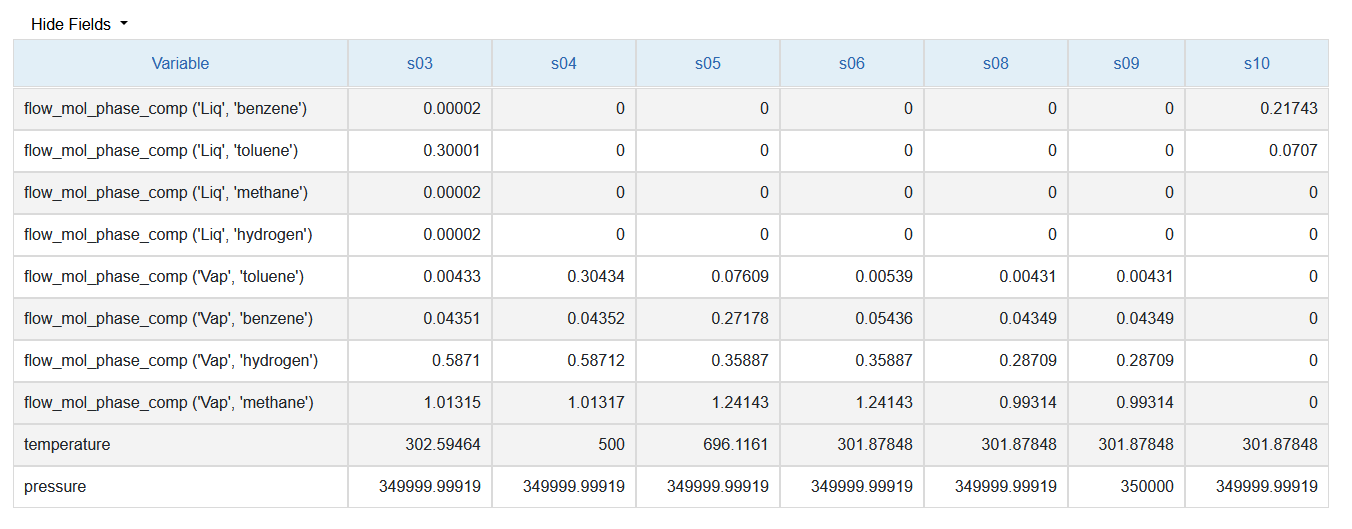 Hide Fields
Variable s03 s04 s05 s06 s08 s09 s10
flow_mol_phase_comp ('Liq', 'benzene') 0.00002 0 0 0 0 0 0.21743
flow_mol_phase_comp ('Liq', 'toluene') 0.30001 0 0 0 0 0 0.0707
flow_mol_phase_comp ('Liq', 'methane') 0.00002 0 0 0 0 0 0
flow_mol_phase_comp ('Liq', 'hydrogen') 0.00002 0 0 0 0 0 0
flow_mol_phase_comp ('Vap', 'toluene') 0.00433 0.30434 0.07609 0.00539 0.00431 0.00431 0
flow_mol_phase_comp ('Vap', 'benzene') 0.04351 0.04352 0.27178 0.05436 0.04349 0.04349 0
flow_mol_phase_comp ('Vap', 'hydrogen') 0.5871 0.58712 0.35887 0.35887 0.28709 0.28709 0
flow_mol_phase_comp ('Vap', 'methane') 1.01315 1.01317 1.24143 1.24143 0.99314 0.99314 0
temperature 302.59464 500 696.1161 301.87848 301.87848 301.87848 301.87848
pressure 349999.99919 349999.99919 349999.99919 349999.99919 349999.99919 350000 349999.99919